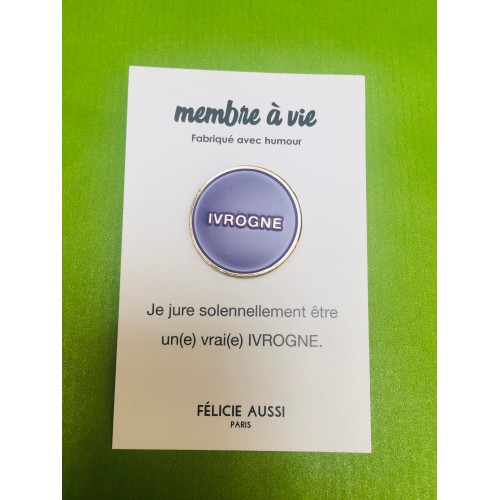 membre à vie
Fabriqué avec humour
IVROGNE
Je jure solennellement être
un(e) vrai(e) IVROGNE.
FÉLICIE AUSSI
PARIS